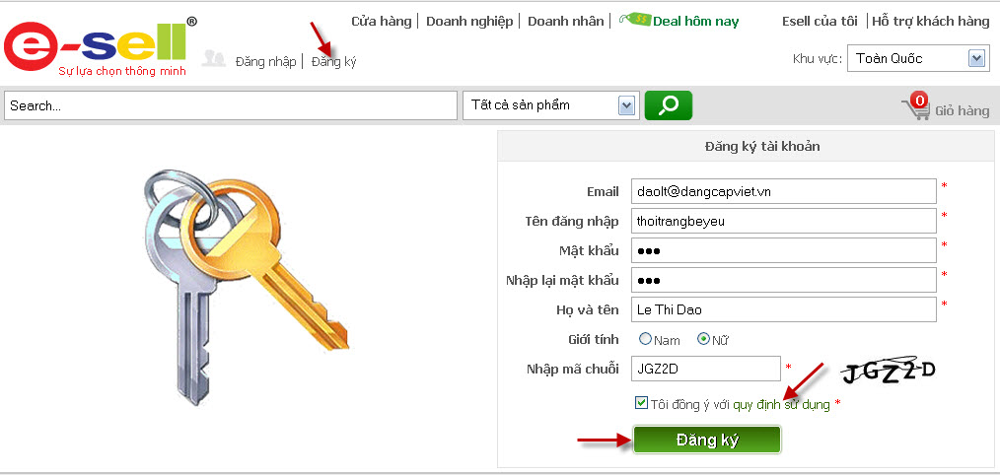 e-sell®
Sự lựa chọn thông minh
Cửa hàng | Doanh nghiệp | Doanh nhân | $$ Deal hôm nay
Esell của tôi | Hỗ trợ khách hàng
Đăng nhập | Đăng ký
Khu vực: Toàn Quốc
Search... Tất cả sản phẩm
0 Giỏ hàng
Đăng ký tài khoản
Email daolt@dangcapviet.vn *
Tên đăng nhập thoitrangbeyeu *
Mật khẩu ●●● *
Nhập lại mật khẩu ●●● *
Họ và tên Le Thi Dao *
Giới tính Nam Nữ
Nhập mã chuỗi JGZ2D * JGZ2D
Tôi đồng ý với quy định sử dụng *
Đăng ký